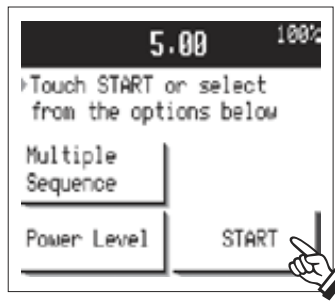 5.00 100%
Touch START or select
from the options below
Multiple
Sequence
Power Level START